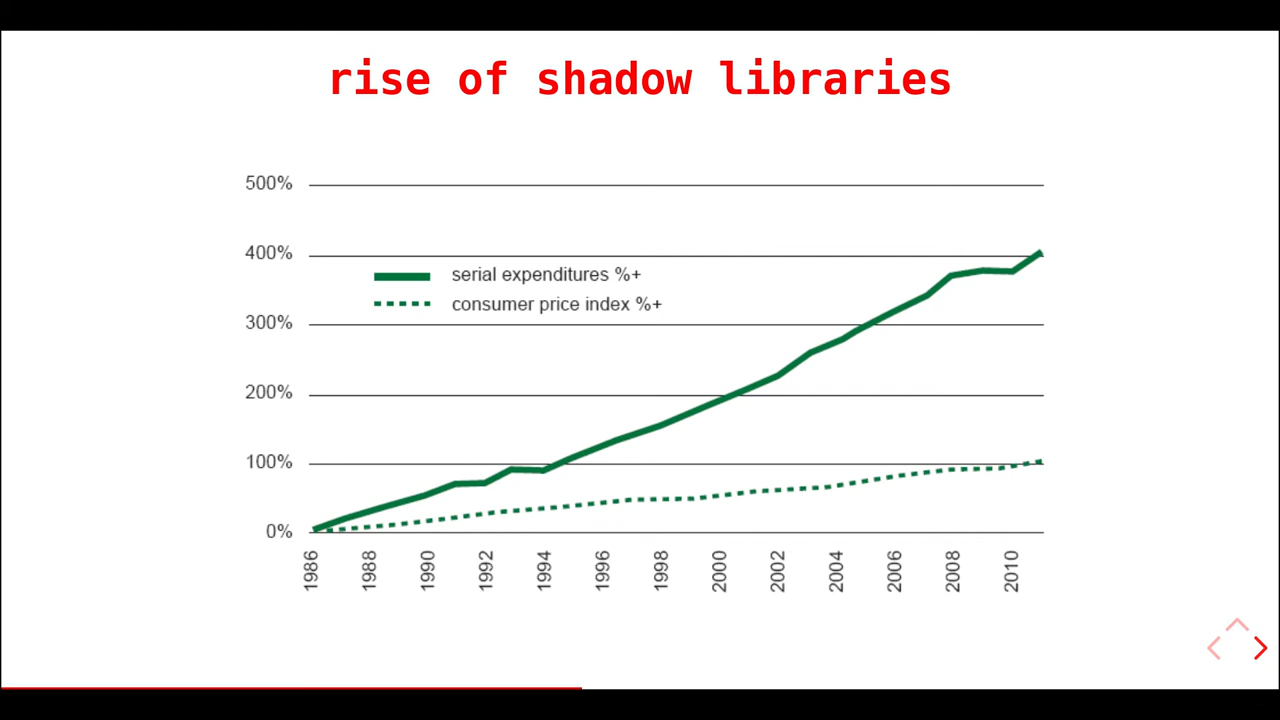 rise of shadow libraries
500%
400%
serial expenditures %+
consumer price index %+
300%
200%
100%
0%
1986 1988 1990 1992 1994 1996 1998 2000 2002 2004 2006 2008 2010